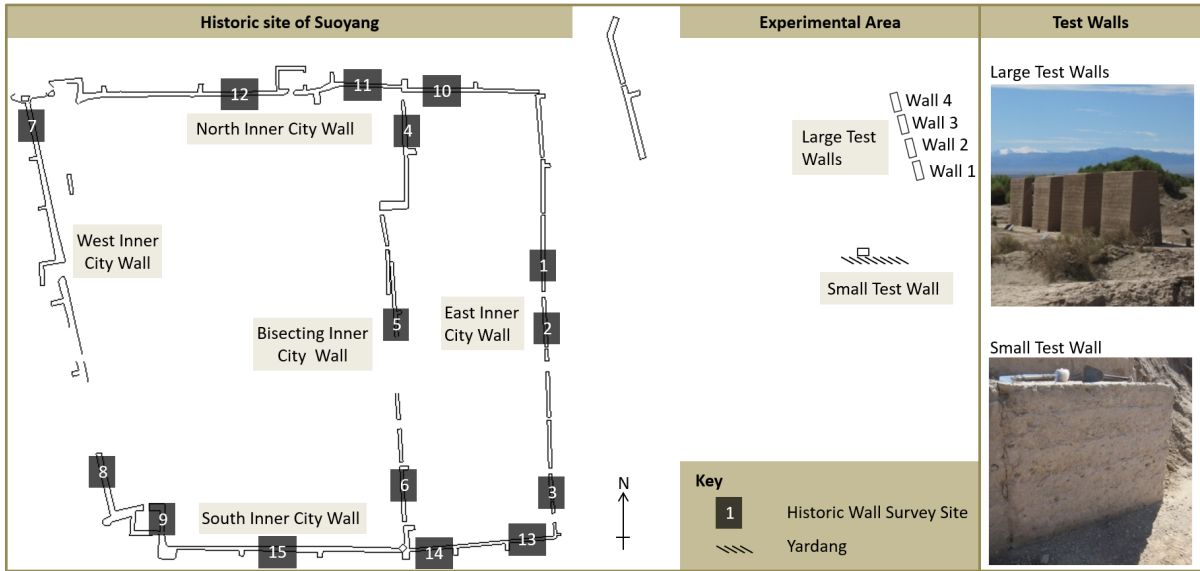 Historic site of Suoyang
Experimental Area
Test Walls
12
11
10
7
4
North Inner City Wall
West Inner
City Wall
1
5
2
Bisecting Inner
City Wall
East Inner
City Wall
8
6
3
9
South Inner City Wall
15
14
13
N
Large Test
Walls
Wall 4
Wall 3
Wall 2
Wall 1
Small Test Wall
Key
1
Historic Wall Survey Site
Yardang
Large Test Walls
Small Test Wall